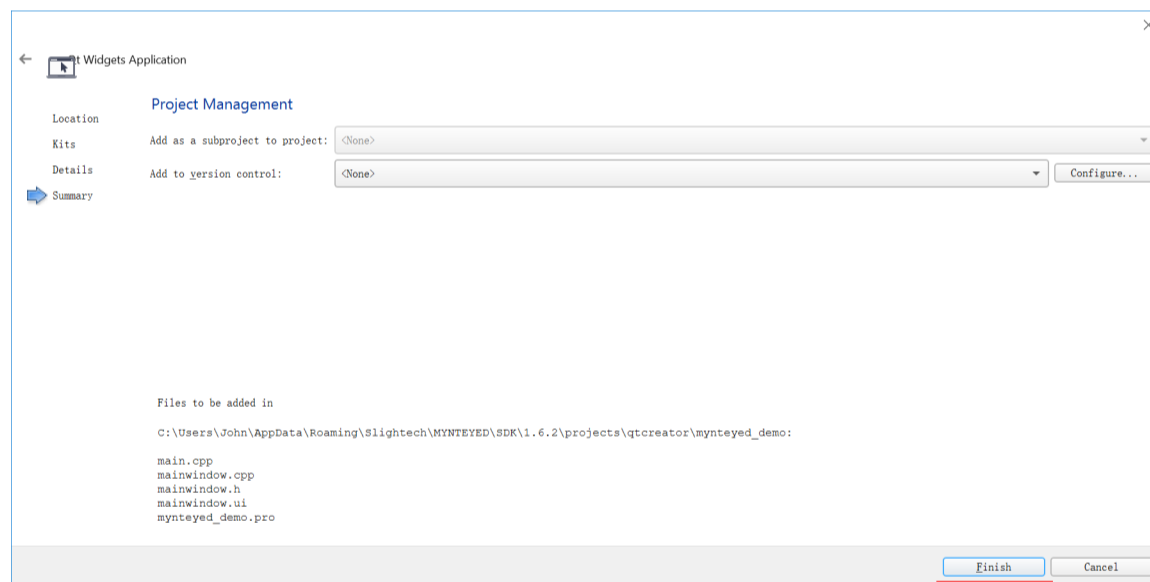 t Widgets Application
Location
Kits
Details
Summary
Project Management
Add as a subproject to project: <None>
Add to version control: <None> Configure...
Files to be added in
C:\Users\John\AppData\Roaming\Slightech\MYNTEYED\SDK\1.6.2\projects\qtcreator\mynteyed_demo:
main.cpp
mainwindow.cpp
mainwindow.h
mainwindow.ui
mynteyed_demo.pro
Finish Cancel